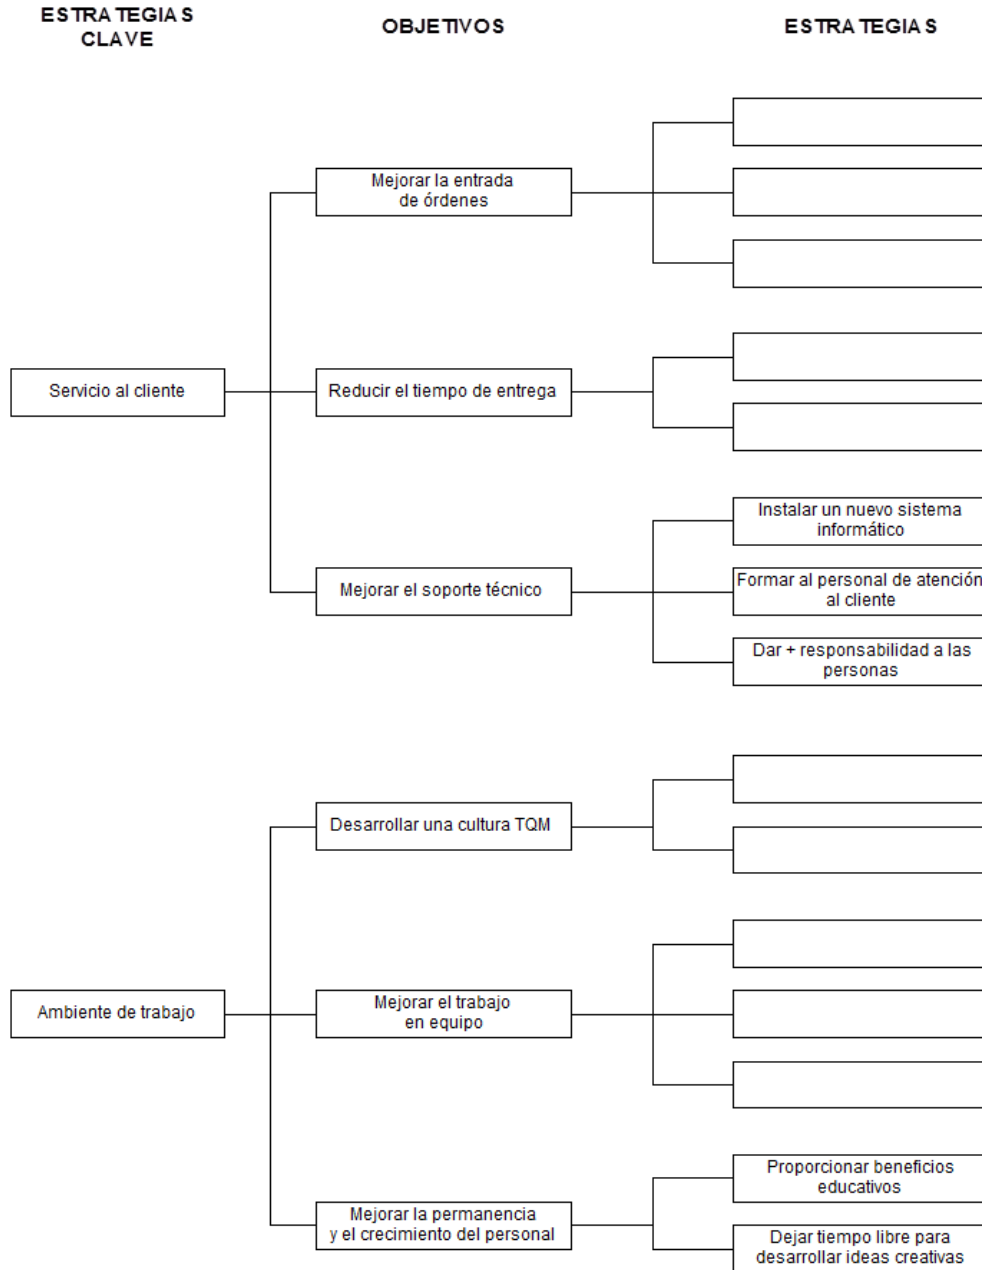 ESTRATEGIAS
CLAVE
OBJETIVOS
ESTRATEGIAS
Mejorar la entrada
de órdenes
Servicio al cliente
Reducir el tiempo de entrega
Mejorar el soporte técnico
Instalar un nuevo sistema
informático
Formar al personal de atención
al cliente
Dar + responsabilidad a las
personas
Desarrollar una cultura TQM
Ambiente de trabajo
Mejorar el trabajo
en equipo
Mejorar la permanencia
y el crecimiento del personal
Proporcionar beneficios
educativos
Dejar tiempo libre para
desarrollar ideas creativas